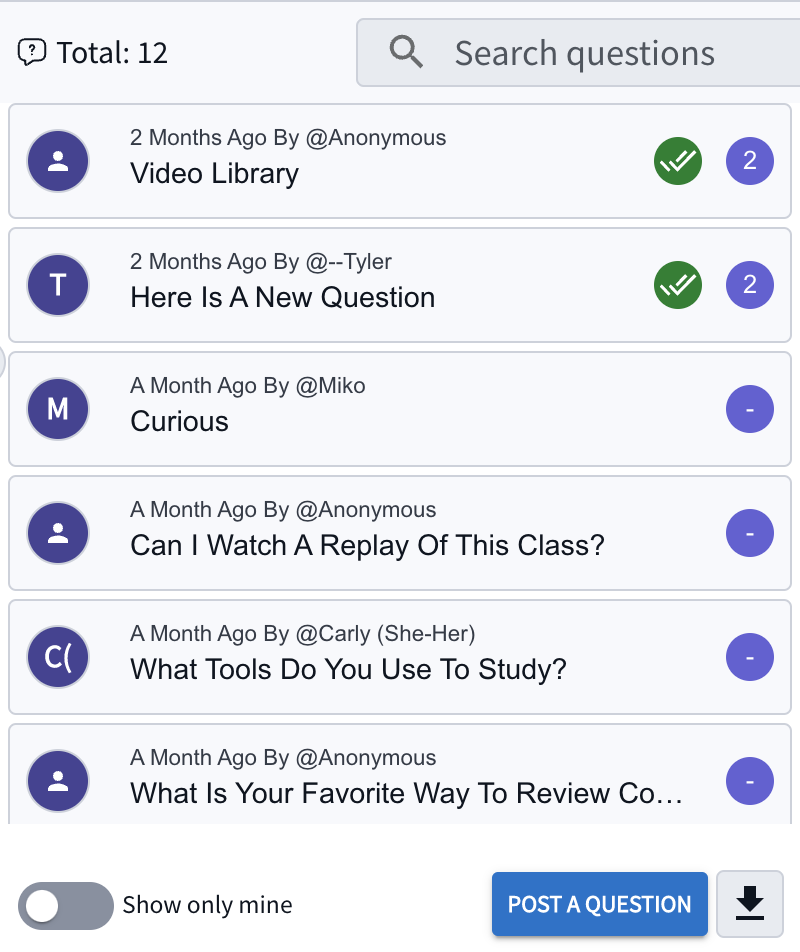 Total: 12
Search questions
2 Months Ago By @Anonymous
Video Library
2
T
2 Months Ago By @--Tyler
Here Is A New Question
2
M
A Month Ago By @Miko
Curious
-
A Month Ago By @Anonymous
Can I Watch A Replay Of This Class?
-
C(
A Month Ago By @Carly (She-Her)
What Tools Do You Use To Study?
-
A Month Ago By @Anonymous
What Is Your Favorite Way To Review Co…
-
Show only mine
POST A QUESTION